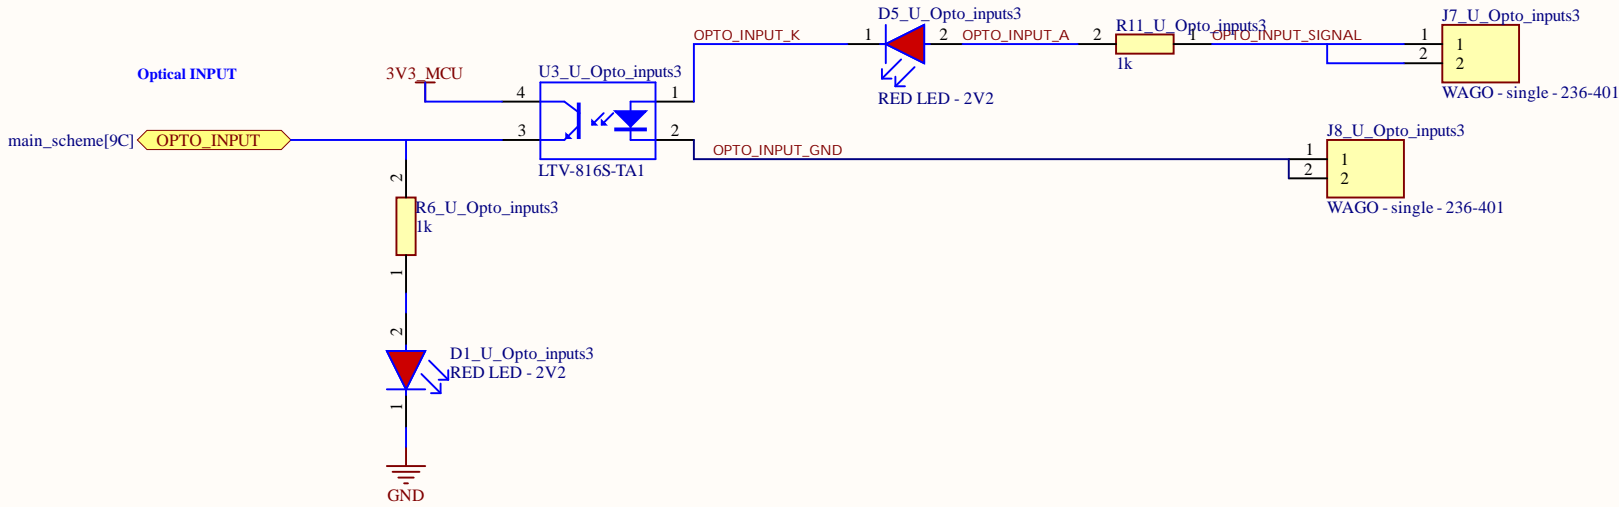 Optical INPUT
main_scheme[9C]
OPTO_INPUT
3V3_MCU
U3_U_Opto_inputs3
4
3
1
2
LTV-816S-TA1
OPTO_INPUT_K
1
D5_U_Opto_inputs3
2
RED LED - 2V2
OPTO_INPUT_A
2
R11_U_Opto_inputs3
1
1k
OPTO_INPUT_SIGNAL
J7_U_Opto_inputs3
1
1
2
2
WAGO - single - 236-401
OPTO_INPUT_GND
J8_U_Opto_inputs3
1
1
2
2
WAGO - single - 236-401
2
R6_U_Opto_inputs3
1k
1
2
D1_U_Opto_inputs3
RED LED - 2V2
1
GND